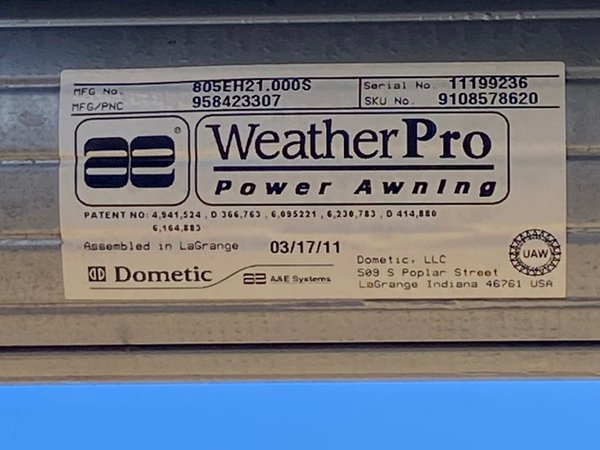 MFG No. 805EH21.000S Serial No. 11199236
MFG/PNC 958423307 SKU No. 9108578620
ae ®
WeatherPro
Power Awning
PATENT NO: 4,941,524 , D 366,763 , 6,095221 , 6,230,783 , D 414,880
6,164,883
Assembled in LaGrange 03/17/11
Dometic A&E Systems
Dometic, LLC
509 S Poplar Street
LaGrange Indiana 46761 USA
UAW